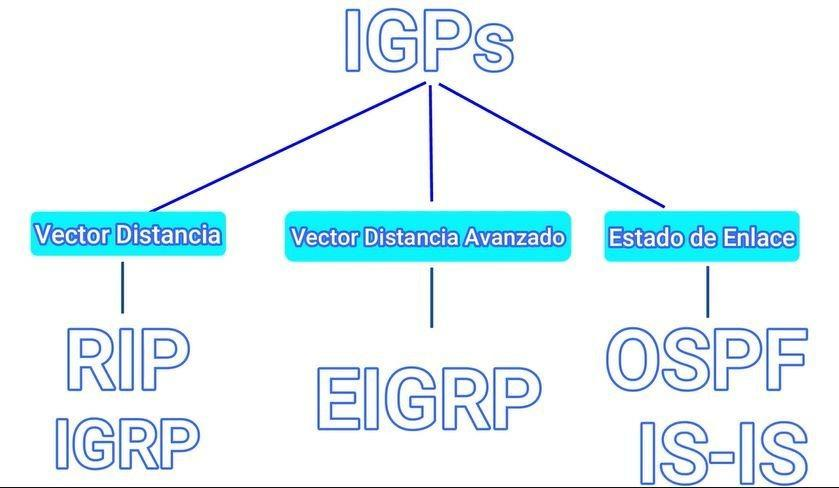 IGPs
Vector Distancia
Vector Distancia Avanzado
Estado de Enlace
RIP
IGRP
EIGRP
OSPF
IS-IS